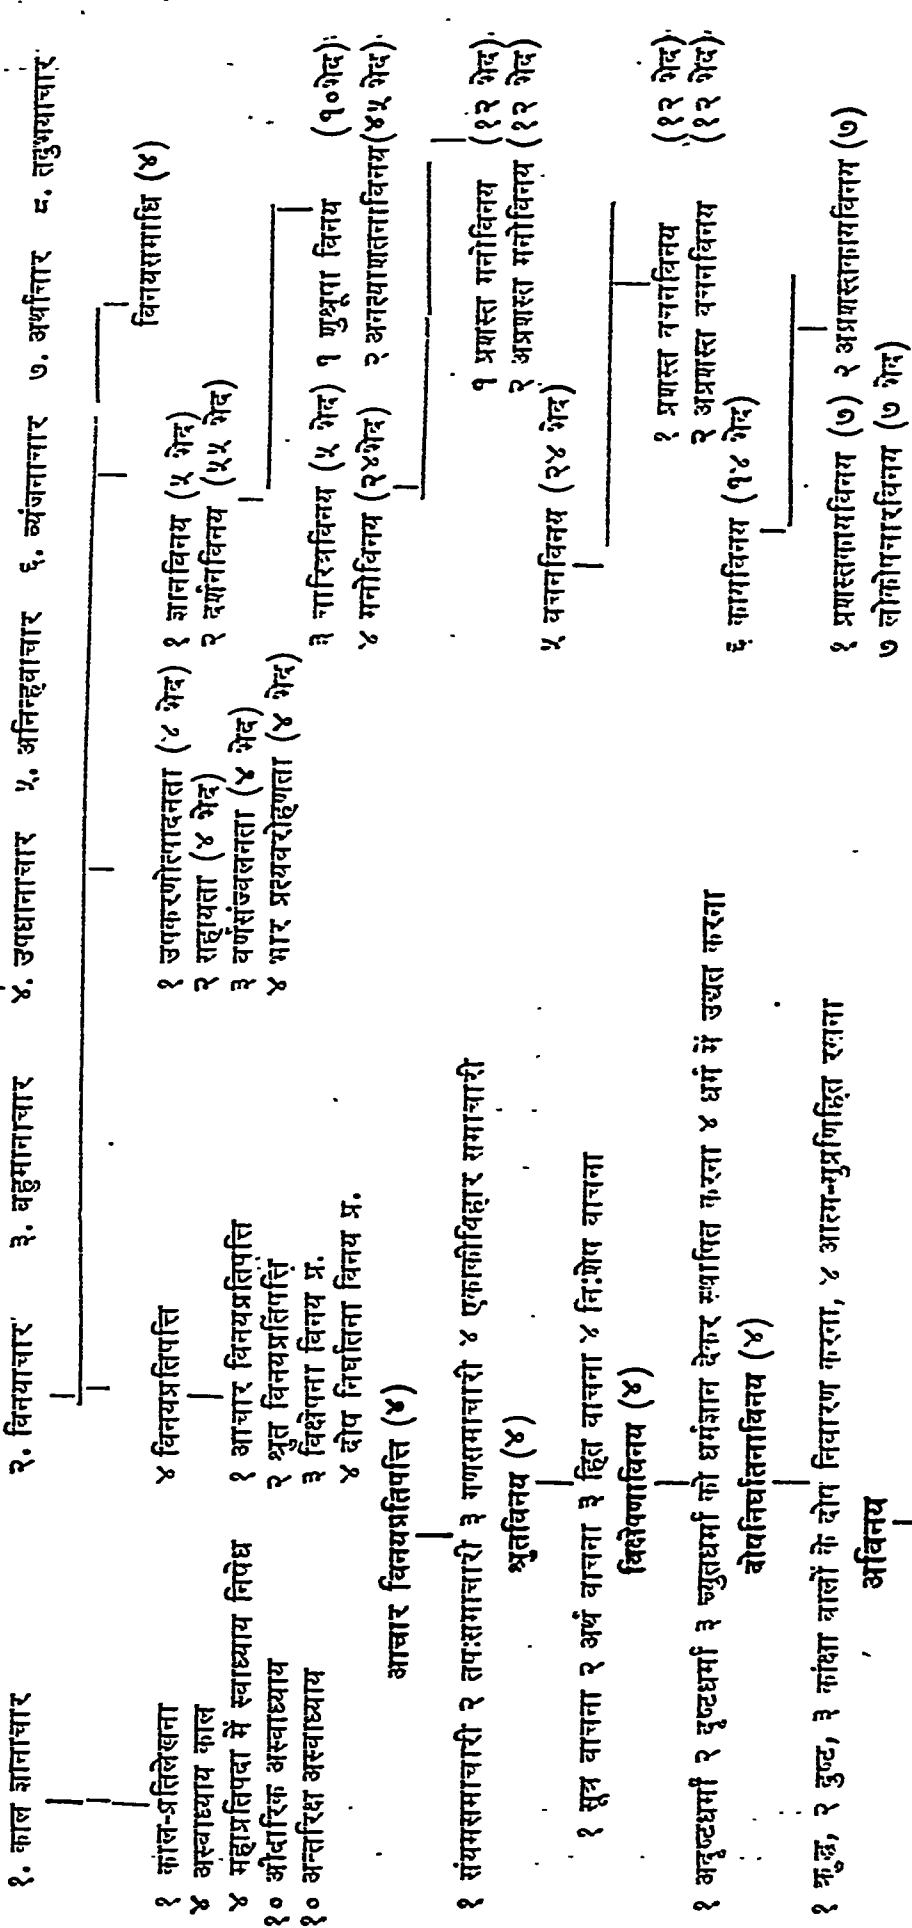 १. काल ज्ञानाचार २. विनयाचार ३. बहुमानाचार ४. उपधानाचार ५. अनिन्हवाचार ६. व्यंजनाचार ७. अर्थाचार ८. तदुभयाचार
१ काल-प्रतिलेखना
४ अस्वाध्याय काल
४ महाप्रतिपदा में स्वाध्याय निषेध
१० औदारिक अस्वाध्याय
१० अन्तरिक्ष अस्वाध्याय
४ विनयप्रतिपत्ति
१ आचार विनयप्रतिपत्ति
२ श्रुत विनयप्रतिपत्ति
३ विक्षेपना विनय प्र.
४ दोष निर्घातना विनय प्र.
१ उपकरणोत्पादनता (४ भेद)
२ सहायता (४ भेद)
३ वर्णसंज्वलनता (४ भेद)
४ भार प्रत्यवरोहणता (४ भेद)
१ ज्ञानविनय (५ भेद)
२ दर्शनविनय (५५ भेद)
विनयसमाधि (४)
१ शुश्रूषा विनय (१०भेद)
२ अनत्याशातनाविनय(४५ भेद)
३ चारित्रविनय (५ भेद)
४ मनोविनय (२४भेद)
१ प्रशस्त मनोविनय (१२ भेद)
२ अप्रशस्त मनोविनय (१२ भेद)
५ वचनविनय (२४ भेद)
१ प्रशस्त वचनविनय (१२ भेद)
२ अप्रशस्त वचनविनय (१२ भेद)
६ कायविनय (१४ भेद)
१ प्रशस्तकायविनय (७) २ अप्रशस्तकायविनय (७)
७ लोकोपचारविनय (७ भेद)
आचार विनयप्रतिपत्ति (४)
१ संयमसमाचारी २ तपःसमाचारी ३ गणसमाचारी ४ एकाकीविहार समाचारी
श्रुतविनय (४)
१ सूत्र वाचना २ अर्थ वाचना ३ हित वाचना ४ निःशेष वाचना
विक्षेपणाविनय (४)
१ अदृष्टधर्मा २ दृष्टधर्मा ३ च्युतधर्मा को धर्मज्ञान देकर स्थापित करना ४ धर्म में उद्यत करना
दोषनिर्घातनाविनय (४)
१ क्रुद्ध, २ दुष्ट, ३ कांक्षा वालों के दोष निवारण करना, ४ आत्म-सुप्रणिहित रखना
अविनय